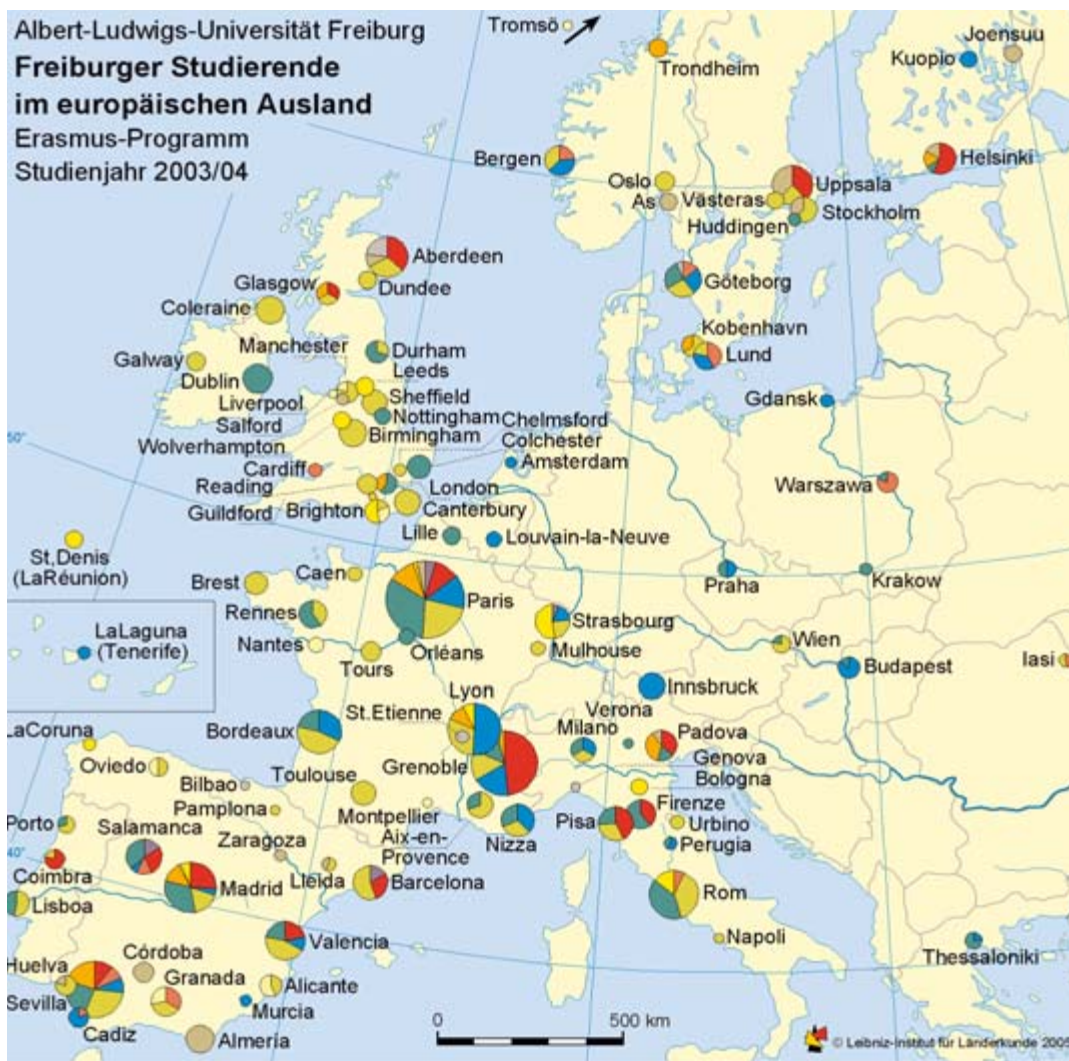 Albert-Ludwigs-Universität Freiburg
Freiburger Studierende
im europäischen Ausland
Erasmus-Programm
Studienjahr 2003/04
Tromsö
Trondheim
Kuopio
Joensuu
Bergen
Oslo
As
Västeras
Uppsala
Helsinki
Huddingen
Stockholm
Aberdeen
Glasgow
Dundee
Göteborg
Coleraine
Kobenhavn
Manchester
Durham
Lund
Galway
Leeds
Dublin
Liverpool
Sheffield
Gdansk
Salford
Nottingham
Chelmsford
Wolverhampton
Birmingham
Colchester
50°
Cardiff
Amsterdam
Reading
London
Warszawa
Guildford
Brighton
Canterbury
Lille
Louvain-la-Neuve
St,Denis
(LaRéunion)
Brest
Caen
Praha
Krakow
Rennes
Paris
Strasbourg
LaLaguna
(Tenerife)
Nantes
Tours
Orléans
Mulhouse
Wien
Budapest
Iasi
Innsbruck
Lyon
St.Etienne
Verona
LaCoruna
Bordeaux
Milano
Padova
Oviedo
Grenoble
Genova
Bologna
Bilbao
Toulouse
Pamplona
Montpellier
Firenze
Porto
Salamanca
Zaragoza
Aix-en-
Provence
Nizza
Pisa
Urbino
Perugia
40°
Coimbra
Lleida
Madrid
Barcelona
Lisboa
Rom
Napoli
Valencia
Córdoba
Thessaloniki
Huelva
Granada
Alicante
Sevilla
Murcia
Cadiz
Almería
0
500 km
© Leibniz-Institut für Länderkunde 2005